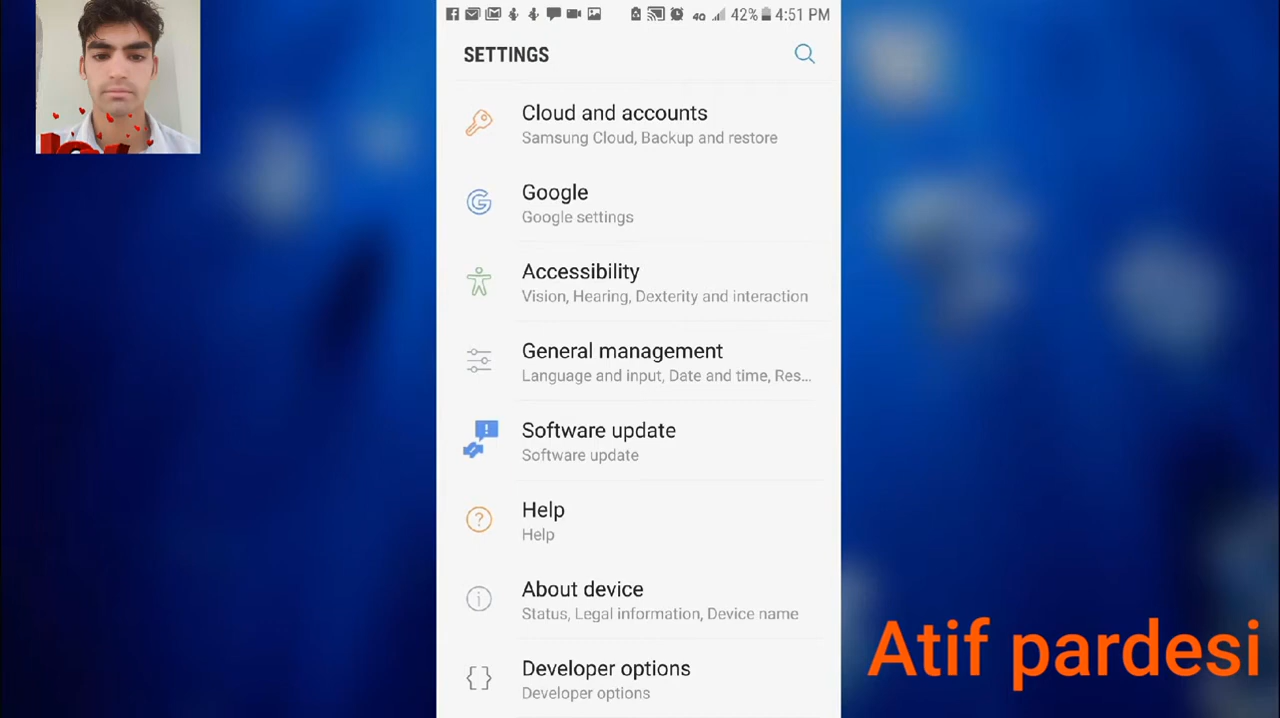 42% 4:51 PM
SETTINGS
Cloud and accounts
Samsung Cloud, Backup and restore
Google
Google settings
Accessibility
Vision, Hearing, Dexterity and interaction
General management
Language and input, Date and time, Res...
Software update
Software update
Help
Help
About device
Status, Legal information, Device name
Developer options
Developer options
Atif pardesi